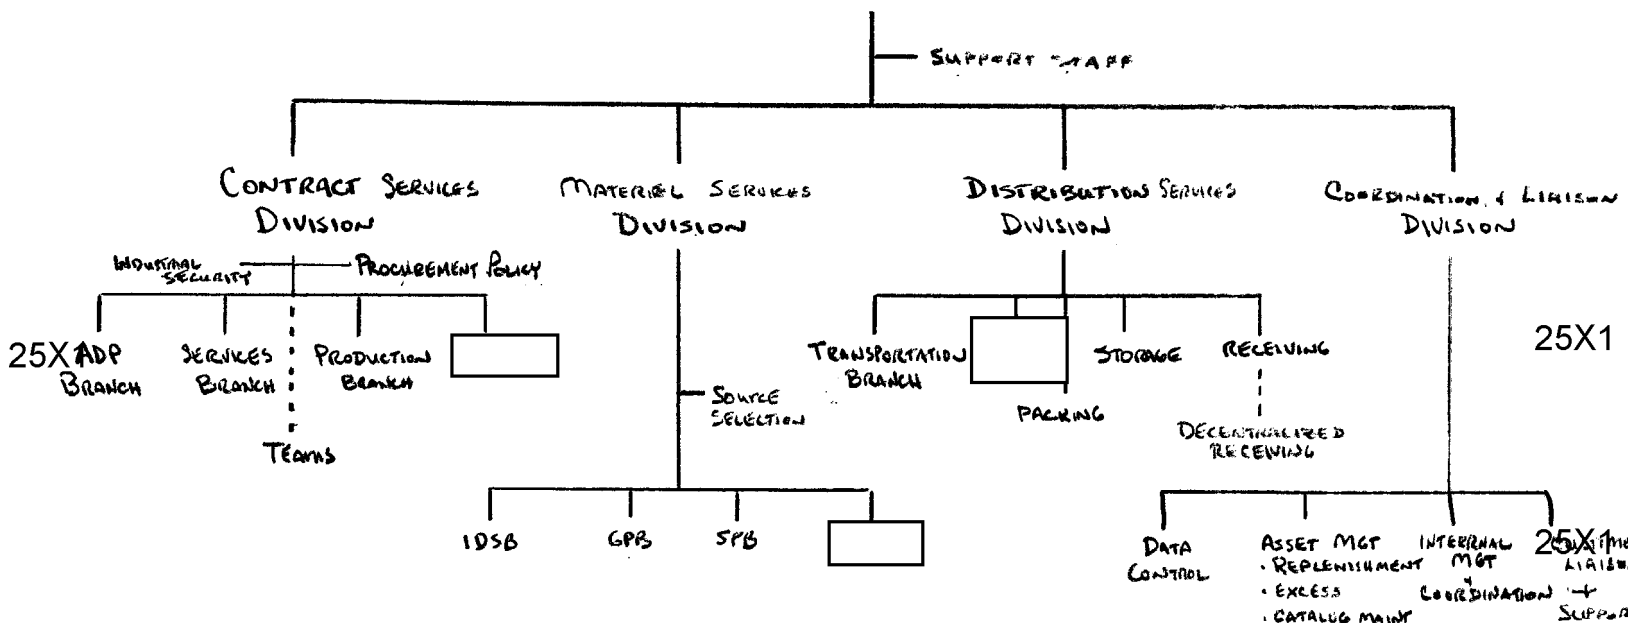 SUPPORT STAFF
CONTRACT SERVICES
DIVISION
MATERIEL SERVICES
DIVISION
DISTRIBUTION SERVICES
DIVISION
COORDINATION & LIAISON
DIVISION
INDUSTRIAL
SECURITY
PROCUREMENT POLICY
25X
ADP
BRANCH
SERVICES
BRANCH
PRODUCTION
BRANCH
TEAMS
SOURCE
SELECTION
TRANSPORTATION
BRANCH
PACKING
STORAGE
RECEIVING
DECENTRALIZED
RECEIVING
25X1
IDSB
GPB
SPB
DATA
CONTROL
ASSET MGT
· REPLENISHMENT
· EXCESS
· CATALOG MAINT
INTERNAL
MGT
&
COORDINATION
25X1
LIAISON
+
SUPPOR